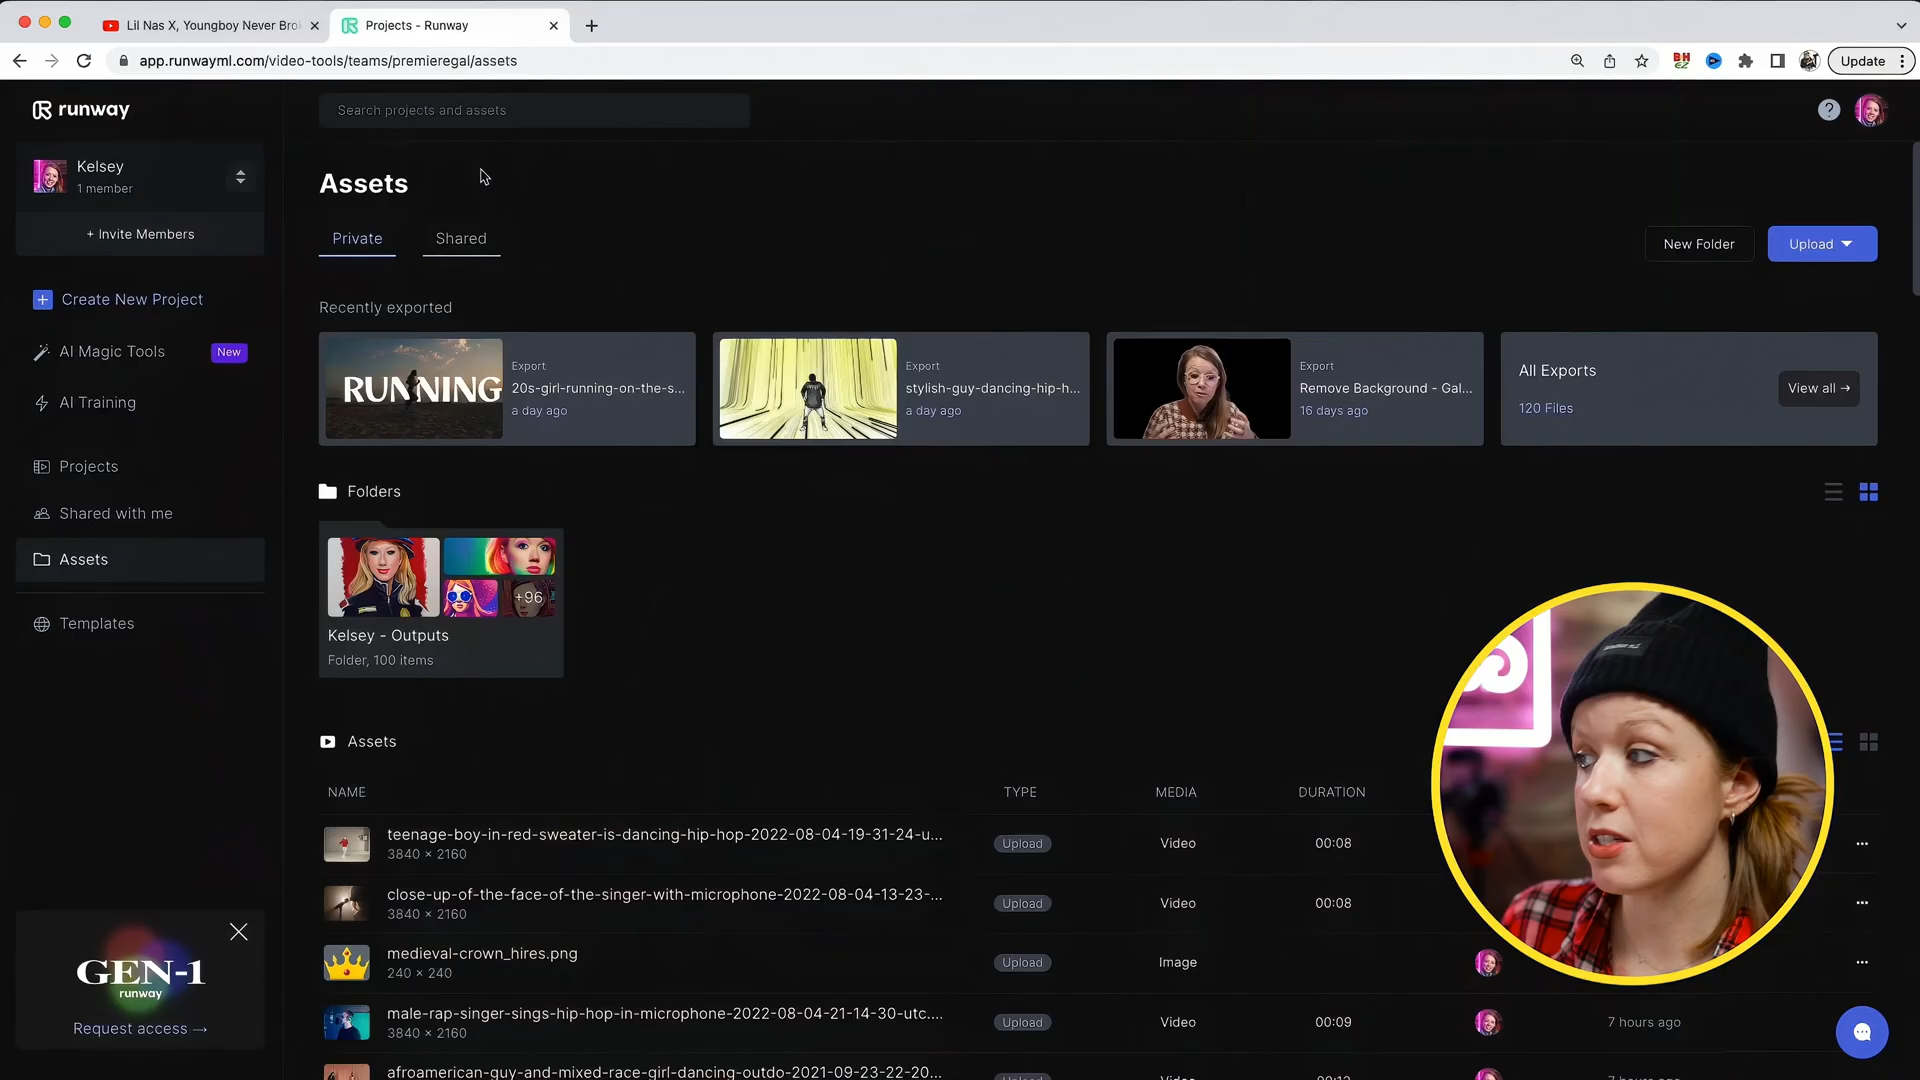 Lil Nas X, Youngboy Never Bro
Projects - Runway
app.runwayml.com/video-tools/teams/premieregal/assets
BH
EZ
Update
runway
Search projects and assets
?
Kelsey
1 member
+ Invite Members
Create New Project
AI Magic Tools
New
AI Training
Projects
Shared with me
Assets
Templates
GEN-1
runway
Request access →
Assets
Private
Shared
New Folder
Upload
Recently exported
RUNNING
Export
20s-girl-running-on-the-s...
a day ago
Export
stylish-guy-dancing-hip-h...
a day ago
Export
Remove Background - Gal...
16 days ago
All Exports
120 Files
View all →
Folders
+96
Kelsey - Outputs
Folder, 100 items
Assets
NAME
TYPE
MEDIA
DURATION
teenage-boy-in-red-sweater-is-dancing-hip-hop-2022-08-04-19-31-24-u...
3840 × 2160
Upload
Video
00:08
close-up-of-the-face-of-the-singer-with-microphone-2022-08-04-13-23-...
3840 × 2160
Upload
Video
00:08
medieval-crown_hires.png
240 × 240
Upload
Image
male-rap-singer-sings-hip-hop-in-microphone-2022-08-04-21-14-30-utc....
3840 × 2160
Upload
Video
00:09
7 hours ago
afroamerican-guy-and-mixed-race-girl-dancing-outdo-2021-09-23-22-20...